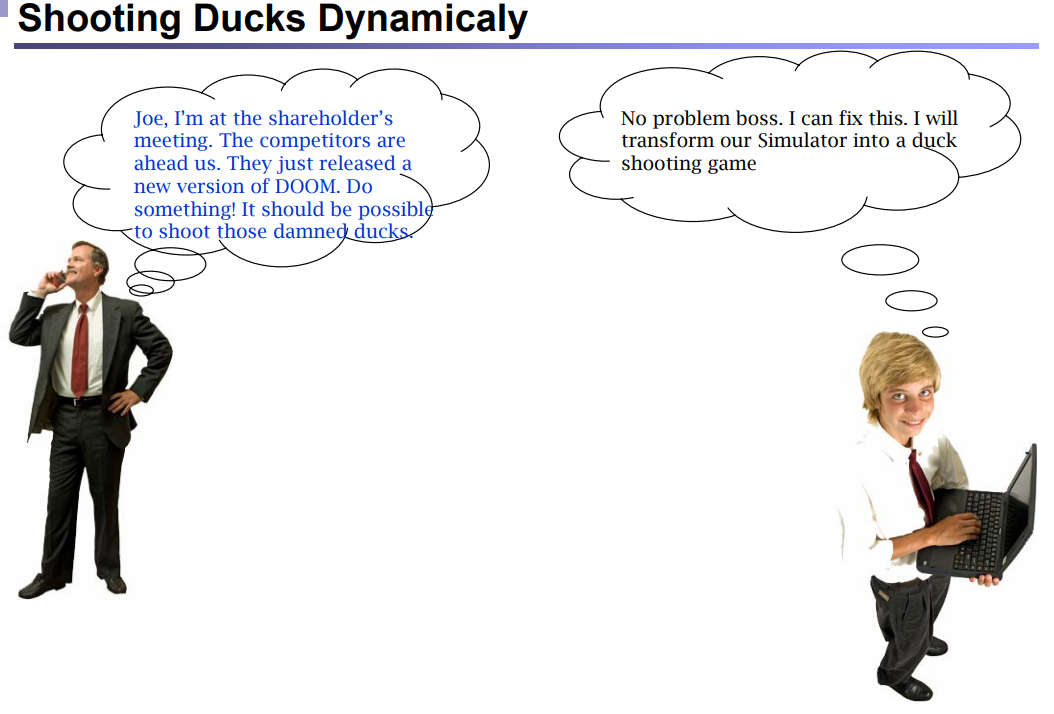 Shooting Ducks Dynamicaly
Joe, I'm at the shareholder's
meeting. The competitors are
ahead us. They just released a
new version of DOOM. Do
something! It should be possible
to shoot those damned ducks.
No problem boss. I can fix this. I will
transform our Simulator into a duck
shooting game